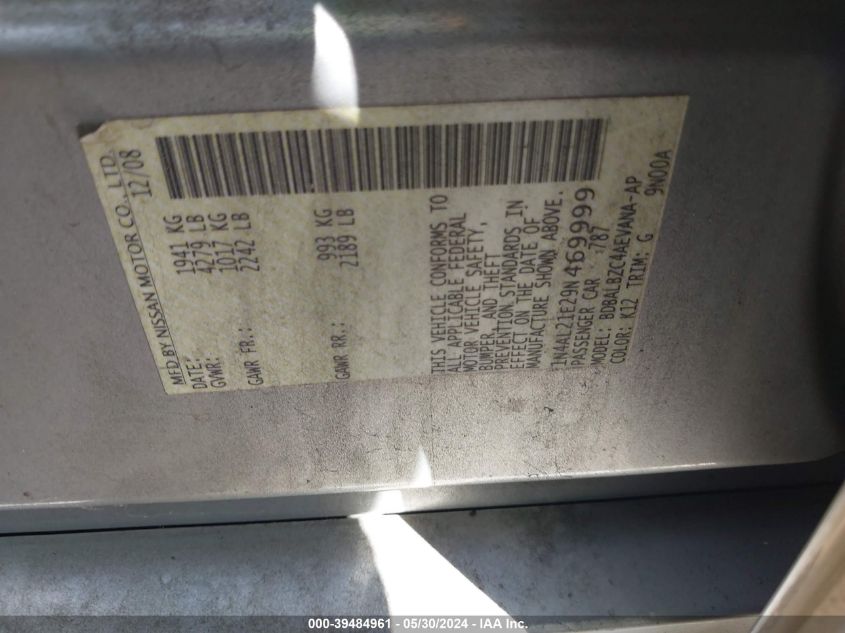 MFD BY NISSAN MOTOR CO., LTD.
DATE: 12/08
GVWR: 1941 KG
4279 LB
GAWR FR.: 1017 KG
2242 LB
GAWR RR.: 993 KG
2189 LB
THIS VEHICLE CONFORMS TO
ALL APPLICABLE FEDERAL
MOTOR VEHICLE SAFETY,
BUMPER, AND THEFT
PREVENTION STANDARDS IN
EFFECT ON THE DATE OF
MANUFACTURE SHOWN ABOVE.
1N4AL21E29N469999
PASSENGER CAR 1787
MODEL: BDBALBZC4AEVANA-AP
COLOR: K12 TRIM: G 9N00A
000-39484961 - 05/30/2024 - IAA Inc.